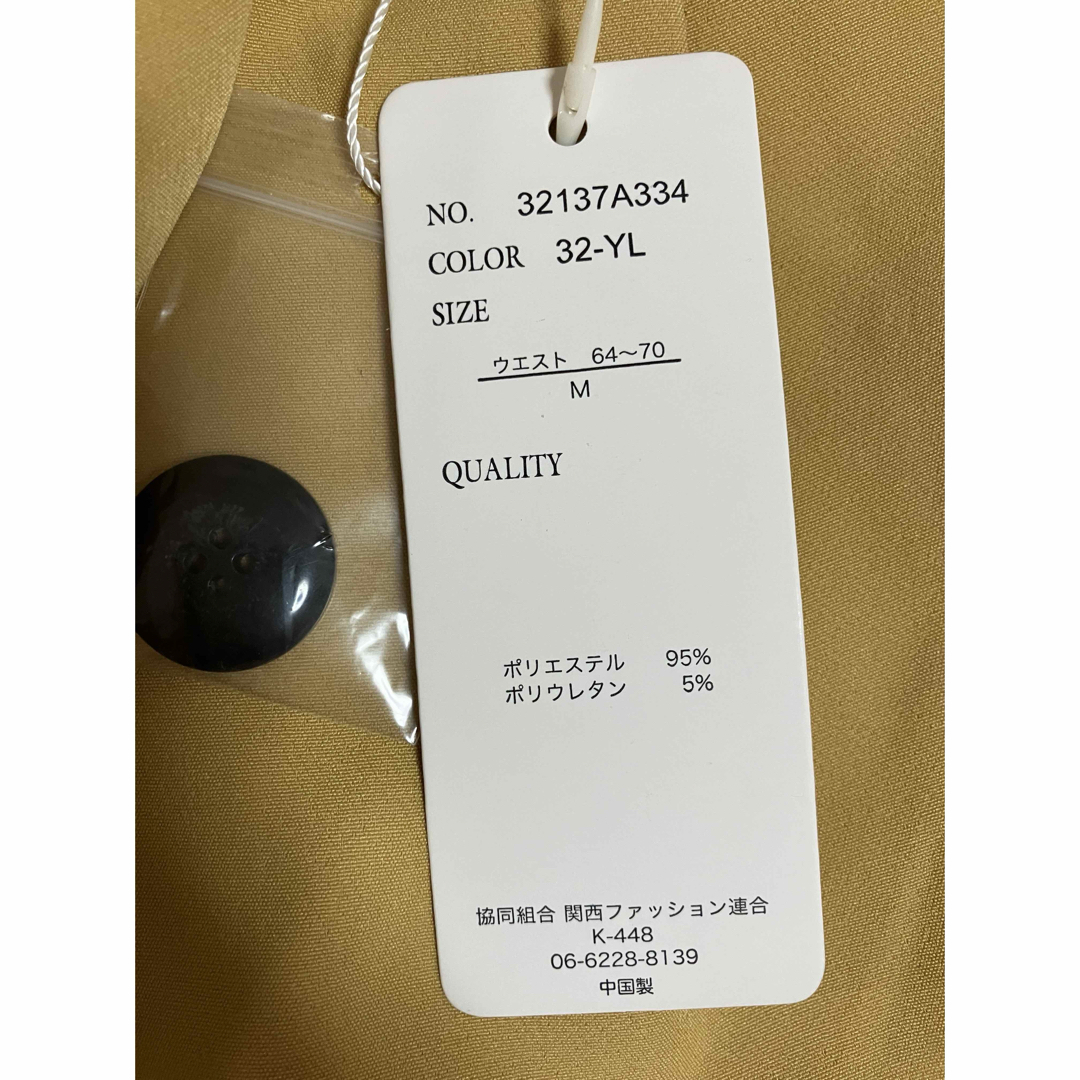 NO. 32137A334
COLOR 32-YL
SIZE
ウエスト 64～70
M
QUALITY
ポリエステル 95%
ポリウレタン 5%
協同組合 関西ファッション連合
K-448
06-6228-8139
中国製